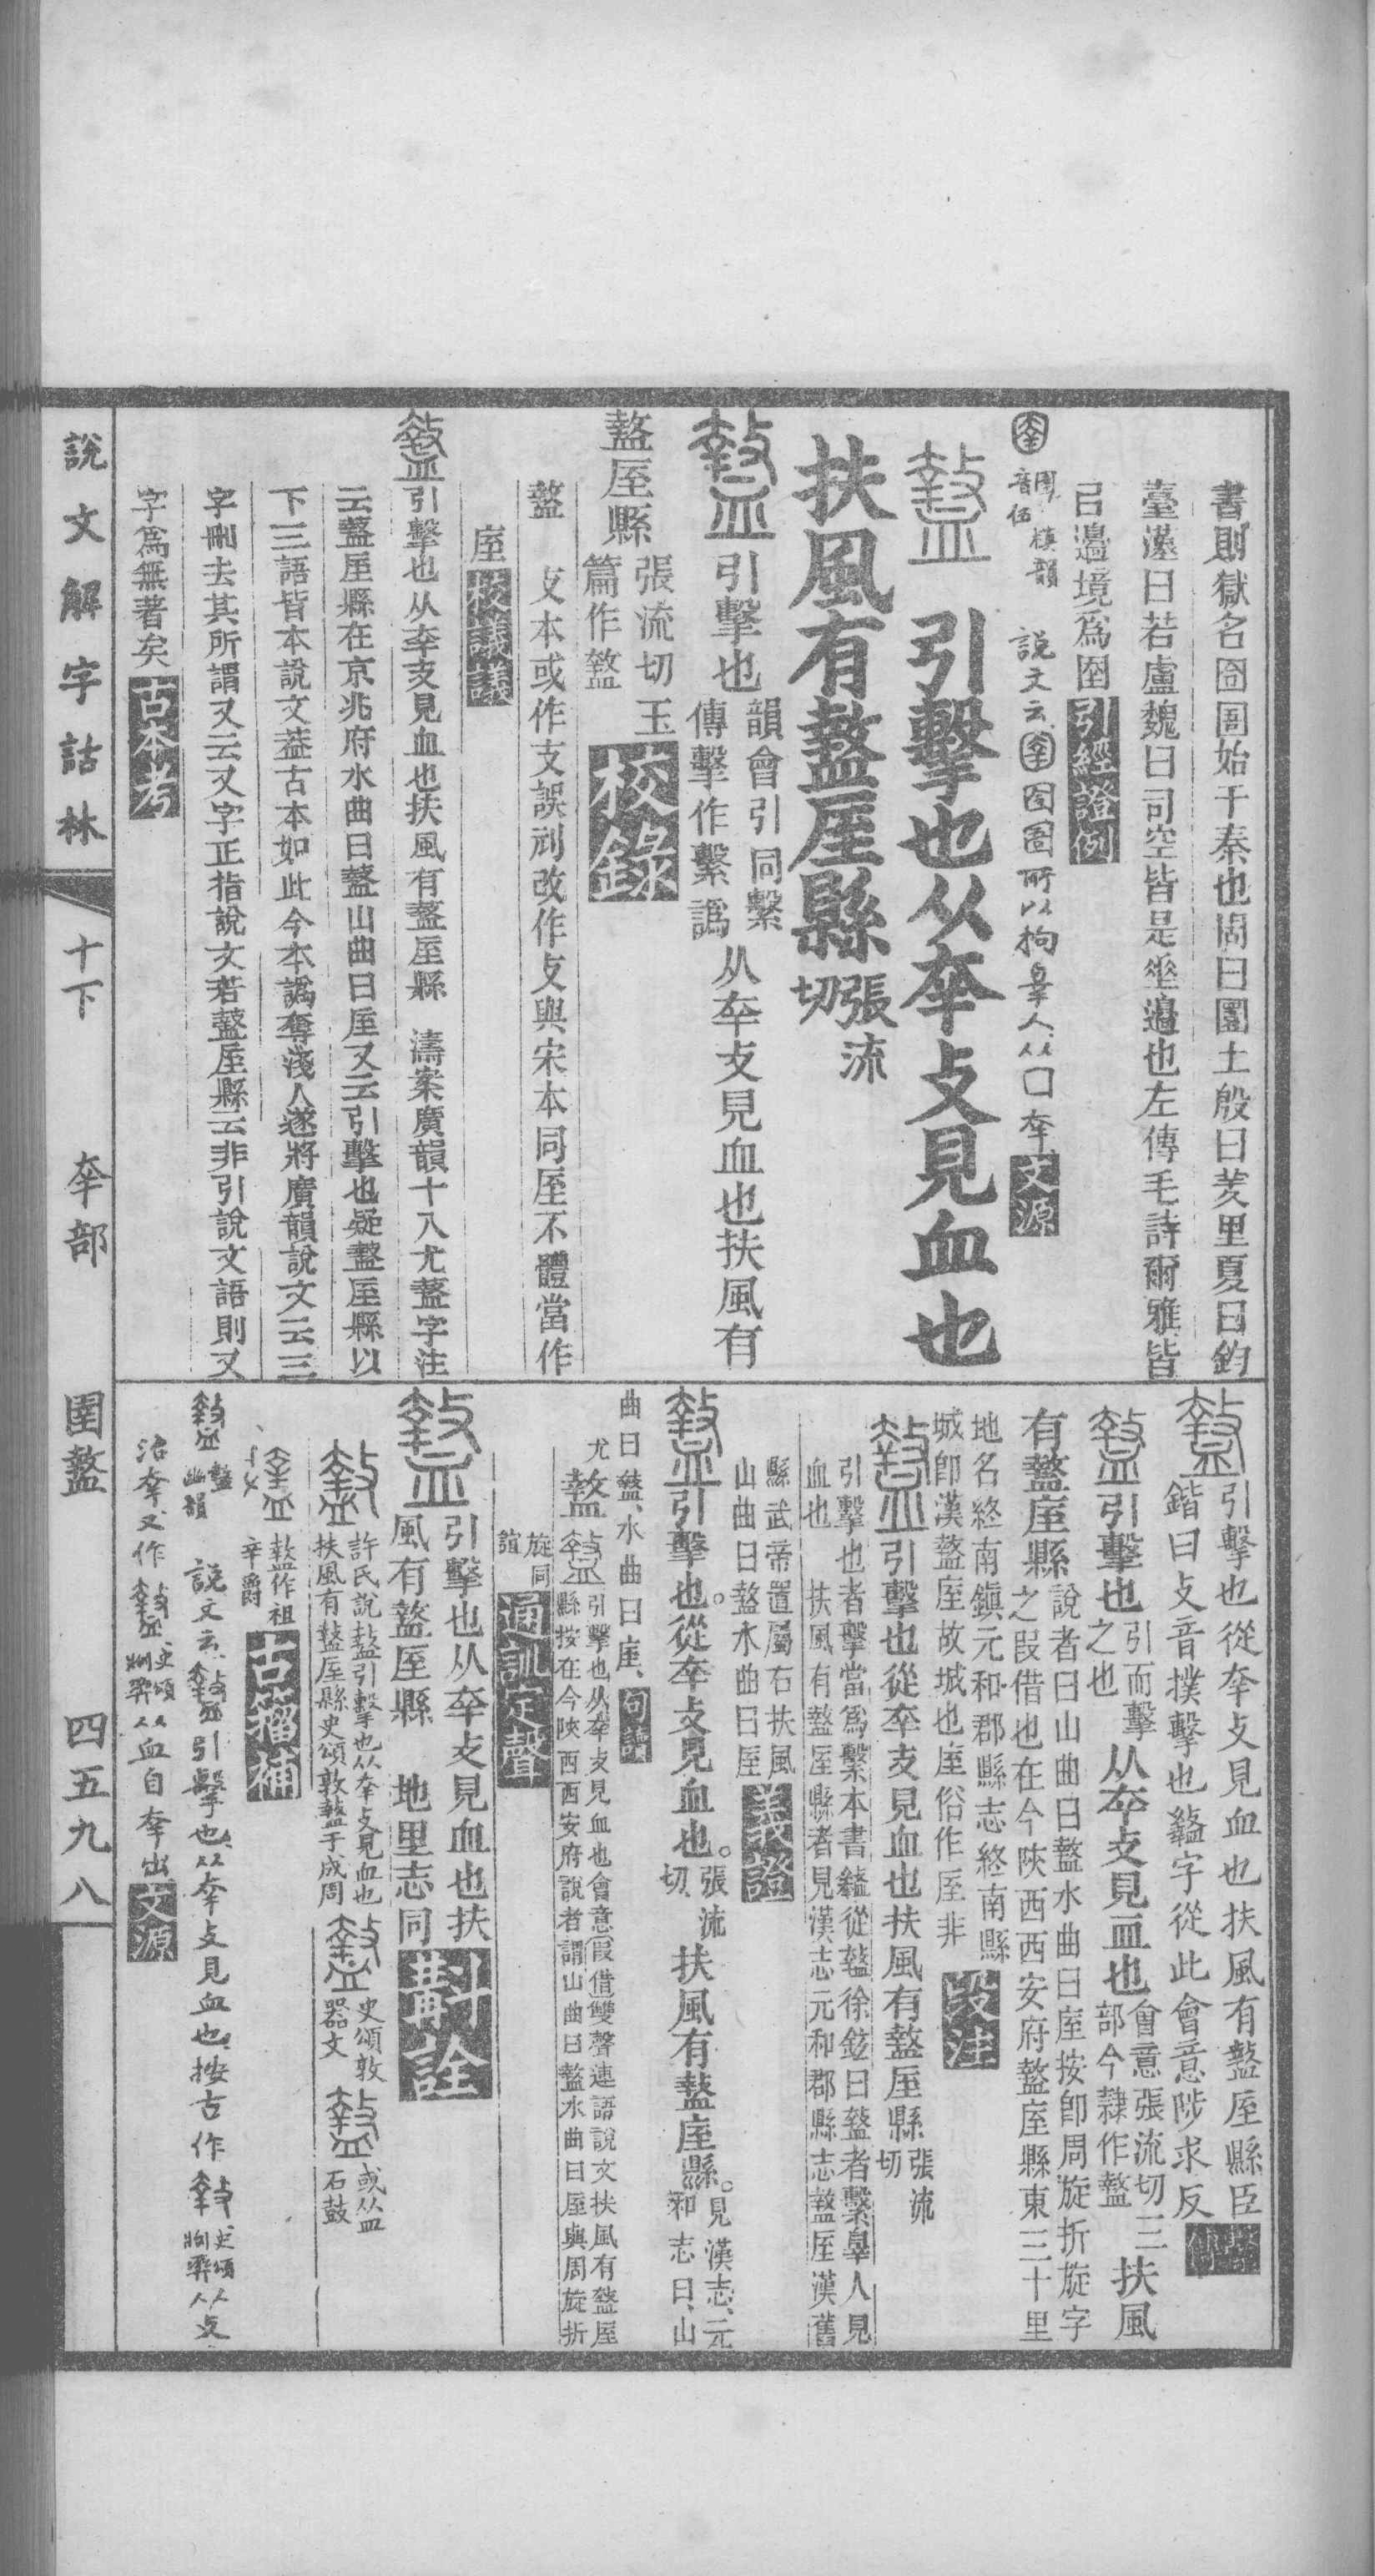 書則獄名囹圄始于秦也周曰圜土殷曰羑里夏曰鈞
臺漢曰若盧魏曰司空皆是坐邊也左傳毛詩爾雅皆
㠯邊境爲圉引經證例
圉音伍模韻 說文云圉囹圄所以拘辠人从囗㚔文源
盩 引擊也从㚔攴見血也
扶風有盩厔縣張流切
盩引擊也韻會引同繫傳擊作繫譌从㚔攴見血也扶風有
盩厔縣張流切玉篇作盩校錄
盩 攴本或作支誤刓改作攴與宋本同厔不體當作
厔校議議
盩引擊也从㚔支見血也扶風有盩厔縣 濤案廣韻十八尤盩字注
云盩厔縣在京兆府水曲曰盩山曲曰厔又云引擊也疑盩厔縣以
下三語皆本說文葢古本如此今本譌奪淺人遂將廣韻說文云三
字刪去其所謂又云又字正指說文若盩厔縣云非引說文語則又
字爲無著矣古本考
盩引擊也從㚔攴見血也扶風有盩厔縣臣
鍇曰攴音撲擊也盭字從此會意陟求反繫傳
盩引擊也引而擊之也从㚔攴見血也會意張流切三部今隸作盩扶風
有盩厔縣說者曰山曲曰盩水曲曰厔按卽周旋折旋字之叚借也在今陝西西安府盩厔縣東三十里
地名終南鎭元和郡縣志終南縣城卽漢盩厔故城也厔俗作厔非段注
盩引擊也從㚔支見血也扶風有盩厔縣張流切
引擊也者擊當爲繫本書盭從盩徐鉉曰盩者繫辠人見血也 扶風有盩厔縣者見漢志元和郡縣志盩厔漢舊
縣武帝置屬右扶風山曲曰盩水曲曰厔義證
盩引擊也。從㚔攴見血也。張流切、扶風有盩厔縣。見漢志、元和志曰、山
曲曰盩、水曲曰厔、句讀
尤盩盩引擊也从㚔支見血也會意叚借雙聲連語說文扶風有盩厔縣按在今陝西西安府說者謂山曲曰盩水曲曰厔與周旋折
旋同誼通訓定聲
盩引擊也从㚔攴見血也扶風有盩厔縣 地里志同斠詮
盩許氏說盩引擊也从㚔攴見血也扶風有盩厔縣史頌敦盩于成周 盩史頌敦器文 盩或从皿石鼓
盩作祖辛爵古籀補
盩盩幽韻 說文云盩引擊也从㚔攴見血也按古作盩史頌从攴
沿㚔又作盩史頌从血自㚔出文源
說文解字詁林 十下 㚔部 圉盩 四五九八